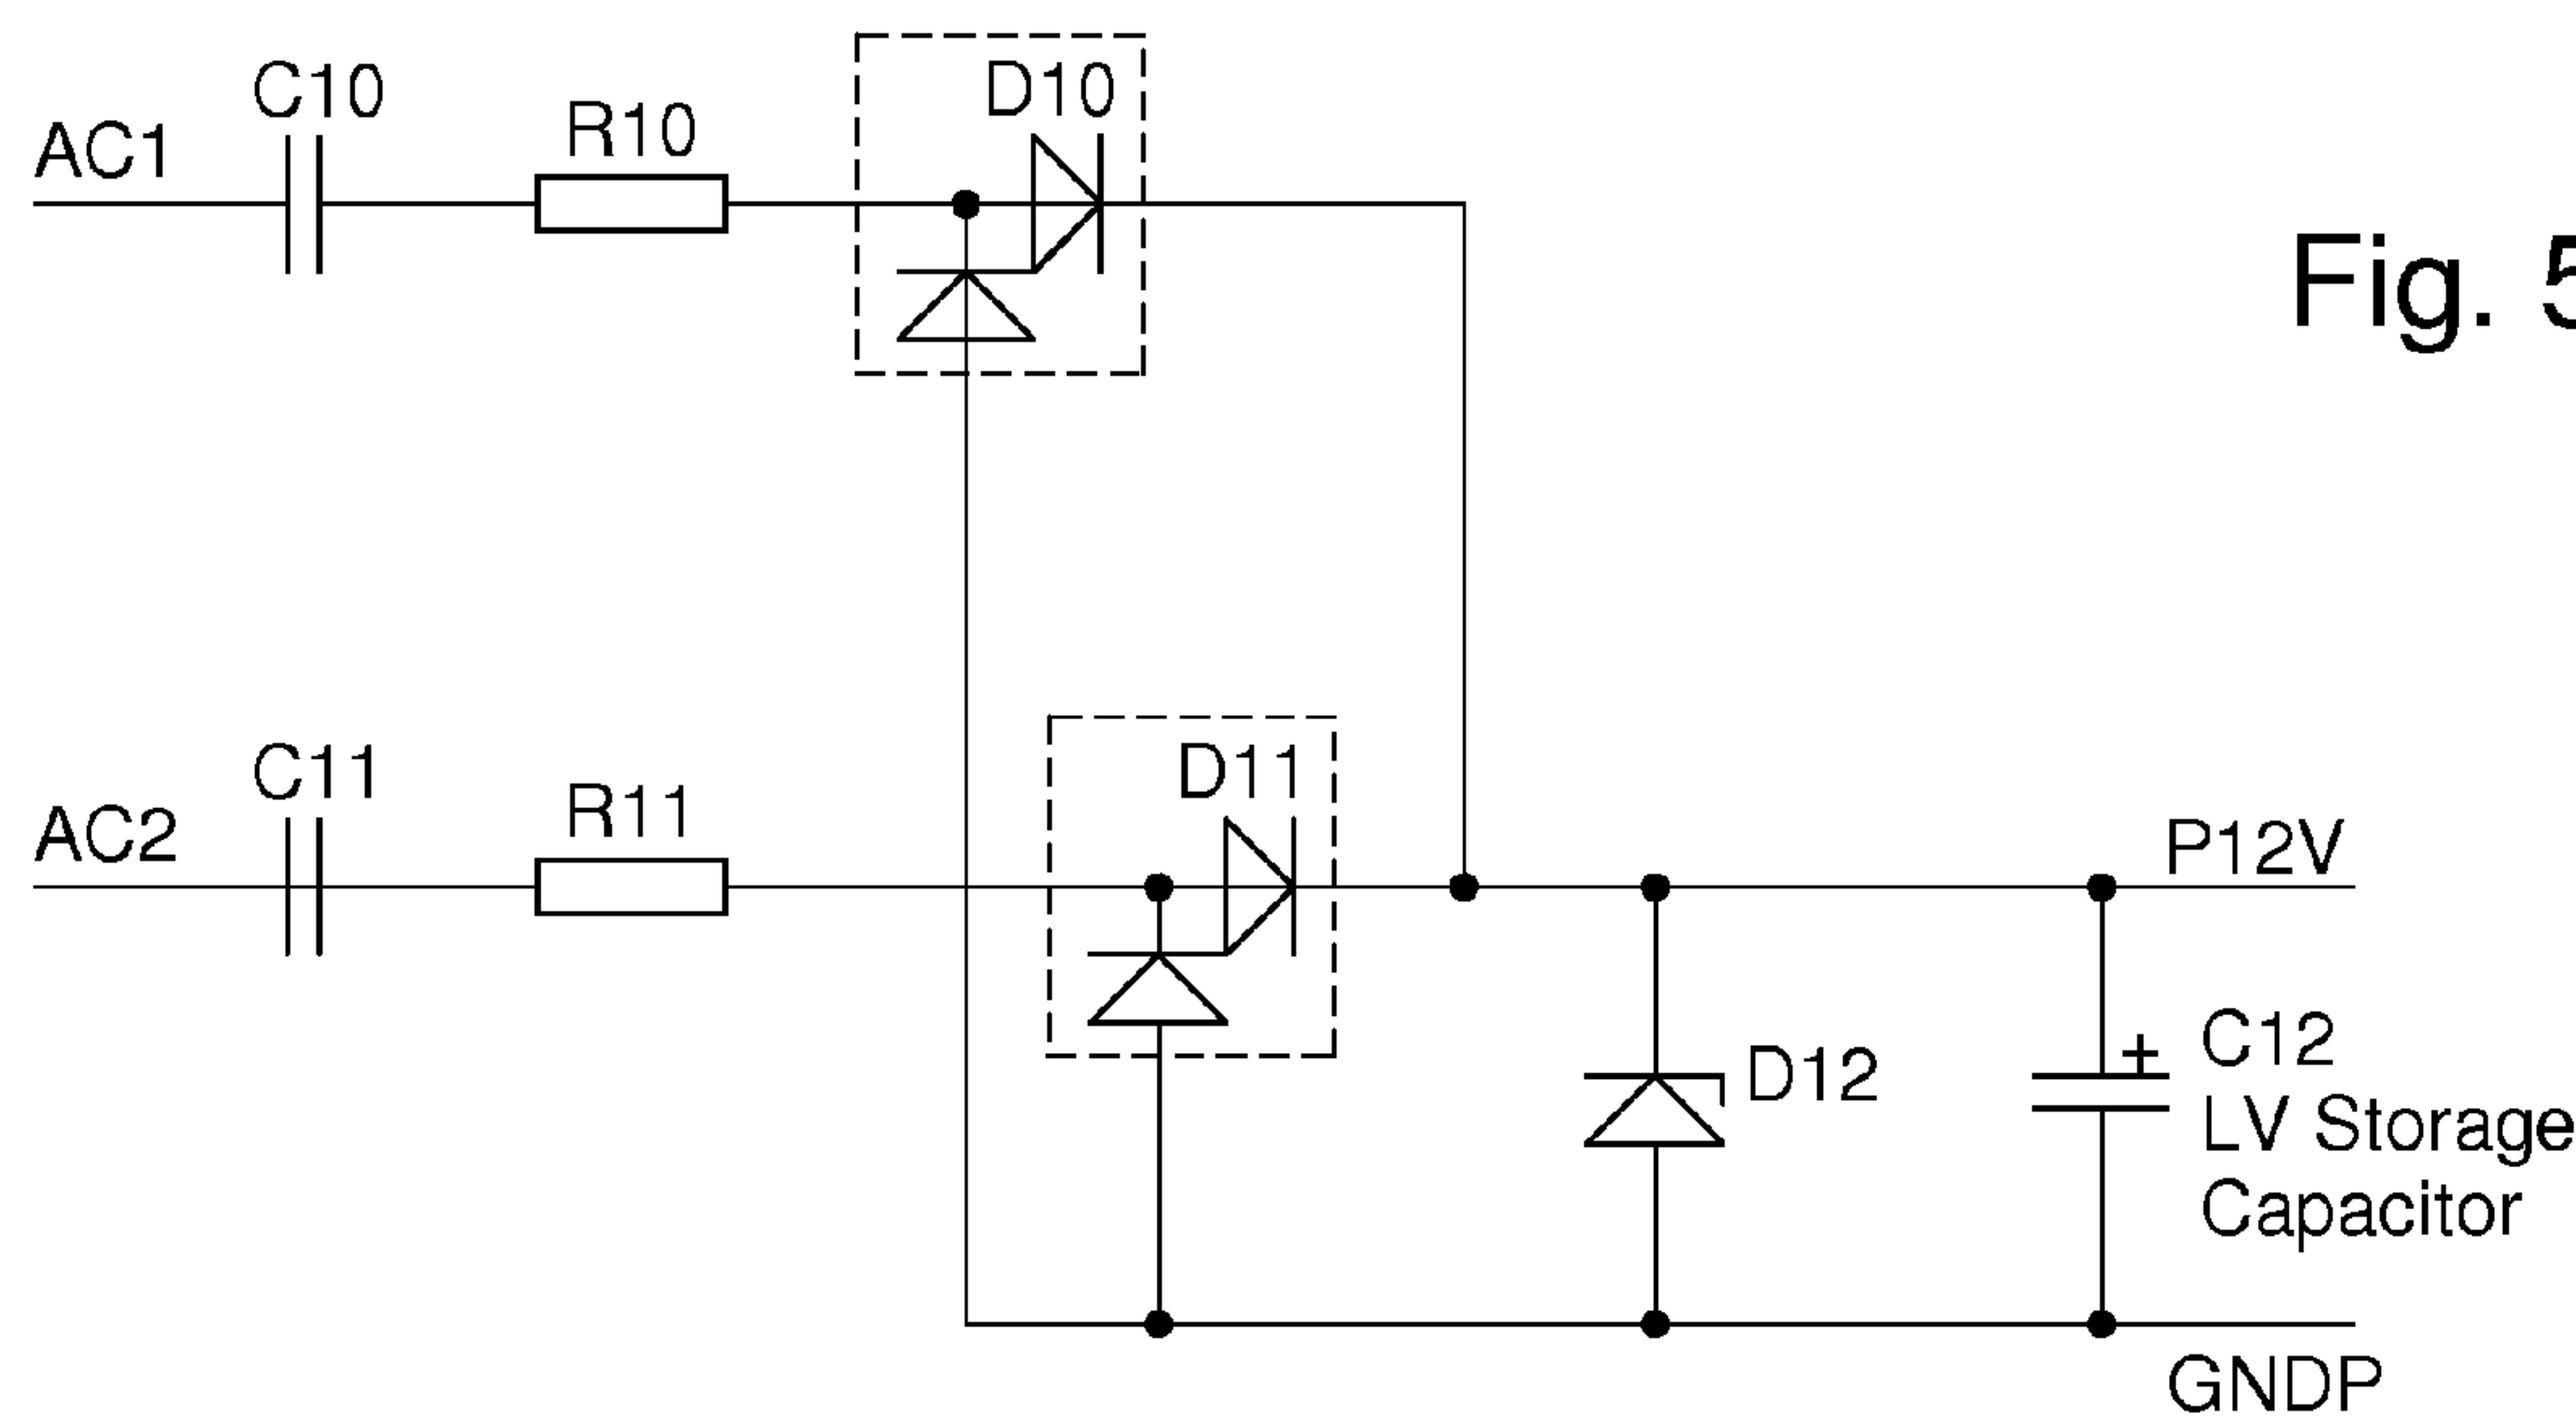 C10
D10
R10
AC1
Fig. 5
C11
D11
R11
AC2
P12V
C12
+
D12
LV Storage
Capacitor
GNDP